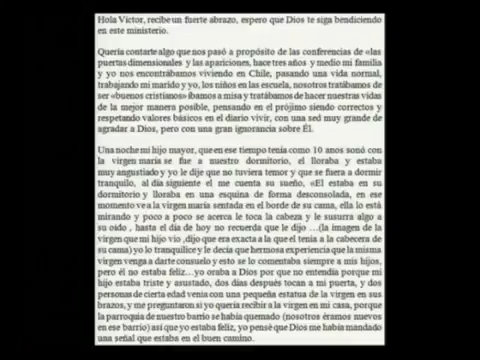 Hola Victor, recibe un fuerte abrazo, espero que Dios te siga bendiciendo
en este ministerio.
Quería contarte algo que nos pasó a propósito de las conferencias de «las
puertas dimensionales y las apariciones, hace tres años y medio mi familia
y yo nos encontrábamos viviendo en Chile, pasando una vida normal,
trabajando mi marido y yo, los niños en las escuela, nosotros tratábamos de
ser «buenos cristianos» íbamos a misa y tratábamos de hacer nuestras vidas
de la mejor manera posible, pensando en el prójimo siendo correctos y
respetando valores básicos en el diario vivir, con una sed muy grande de
agradar a Dios, pero con una gran ignorancia sobre Él.
Una noche mi hijo mayor, que en ese tiempo tenía como 10 anos sonó con
la virgen maria se fue a nuestro dormitorio, el lloraba y estaba
muy angustiado y yo le dije que no tuviera temor y que se fuera a dormir
tranquilo, al día siguiente el me cuenta su sueño, «El estaba en su
dormitorio y lloraba en una esquina de forma desconsolada, en ese
momento ve a la virgen maria sentada en el borde de su cama, ella lo está
mirando y poco a poco se acerca le toca la cabeza y le susurra algo a
su oido , hasta el día de hoy no recuerda que le dijo ...(la imagen de la
virgen que mi hijo vio ,dijo que era exacta a la que el tenia a la cabecera de
su cama) yo lo tranquilice y le decía que hermosa experiencia que la misma
virgen venga a darte consuelo y esto se lo comentaba siempre a mis hijos,
pero él no estaba feliz...yo oraba a Dios por que no entendía porque mi
hijo estaba triste y asustado, dos días después tocan a mi puerta, y dos
personas de cierta edad venia con una pequeña estatua de la virgen en sus
brazos, y me preguntaron si yo quería recibir a la virgen en mi casa, porque
la parroquia de nuestro barrio se había quemado (nosotros éramos nuevos
en ese barrio) así que yo estaba feliz, yo pensé que Dios me había mandado
una señal que estaba en el buen camino.